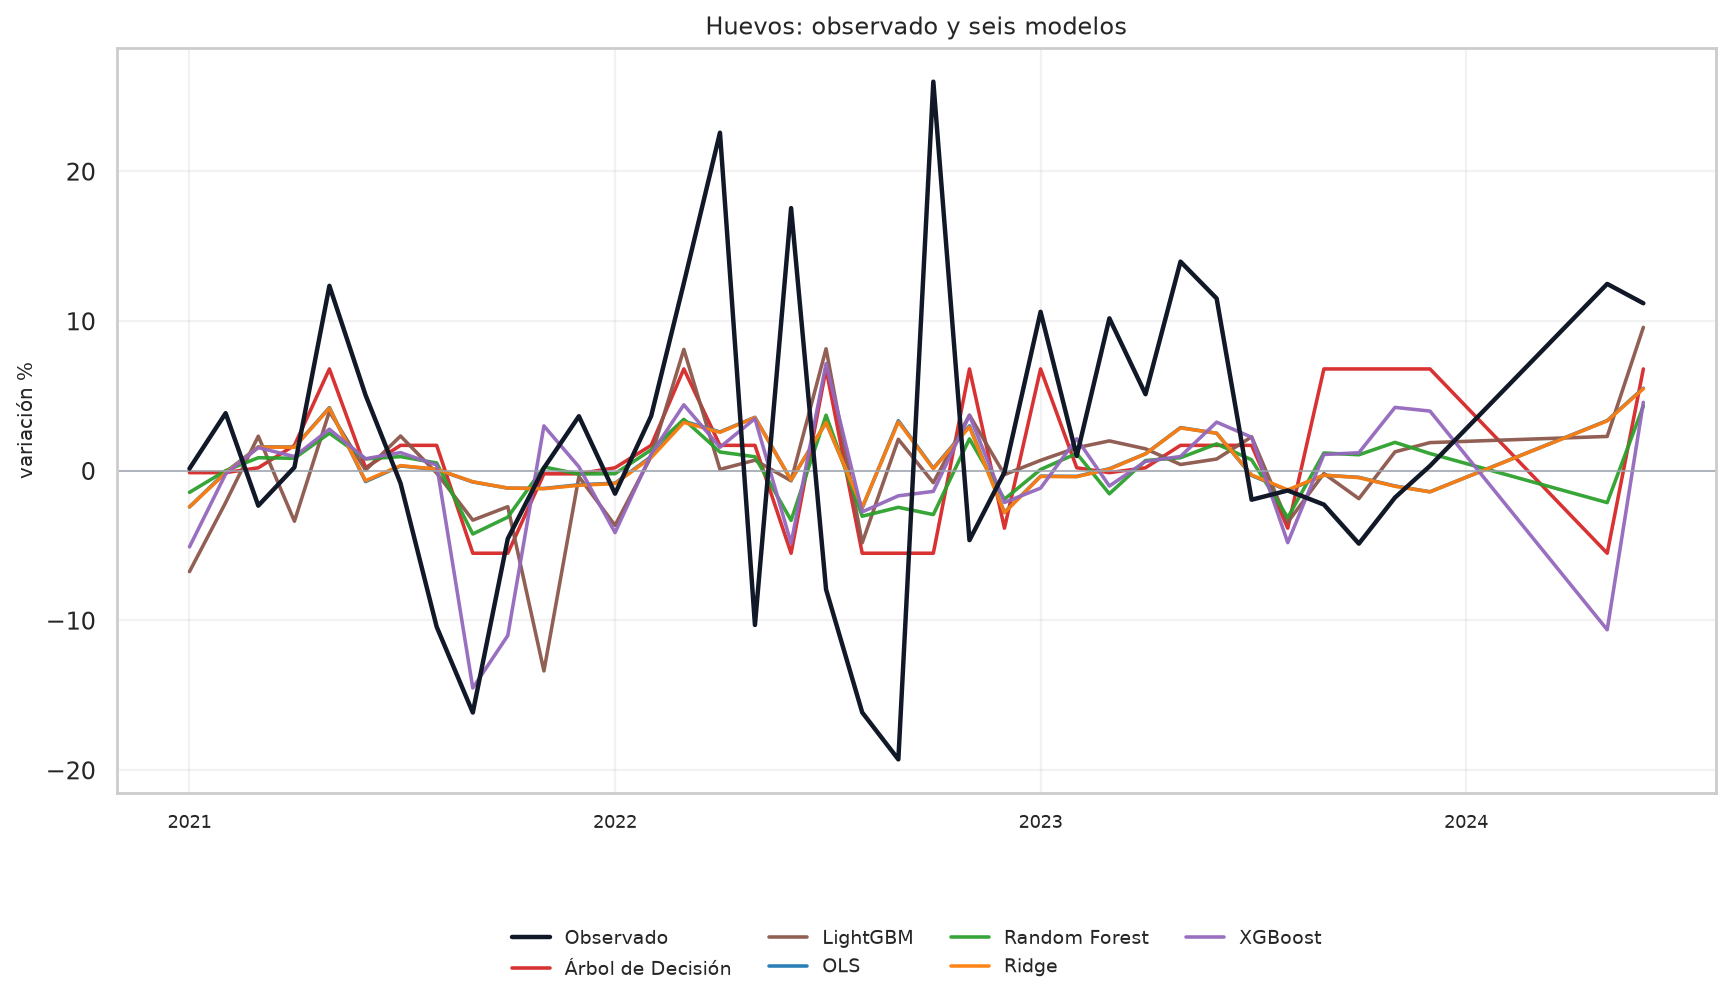 Huevos: observado y seis modelos
variación %
20
10
0
−10
−20
2021
2022
2023
2024
Observado
Árbol de Decisión
LightGBM
OLS
Random Forest
Ridge
XGBoost